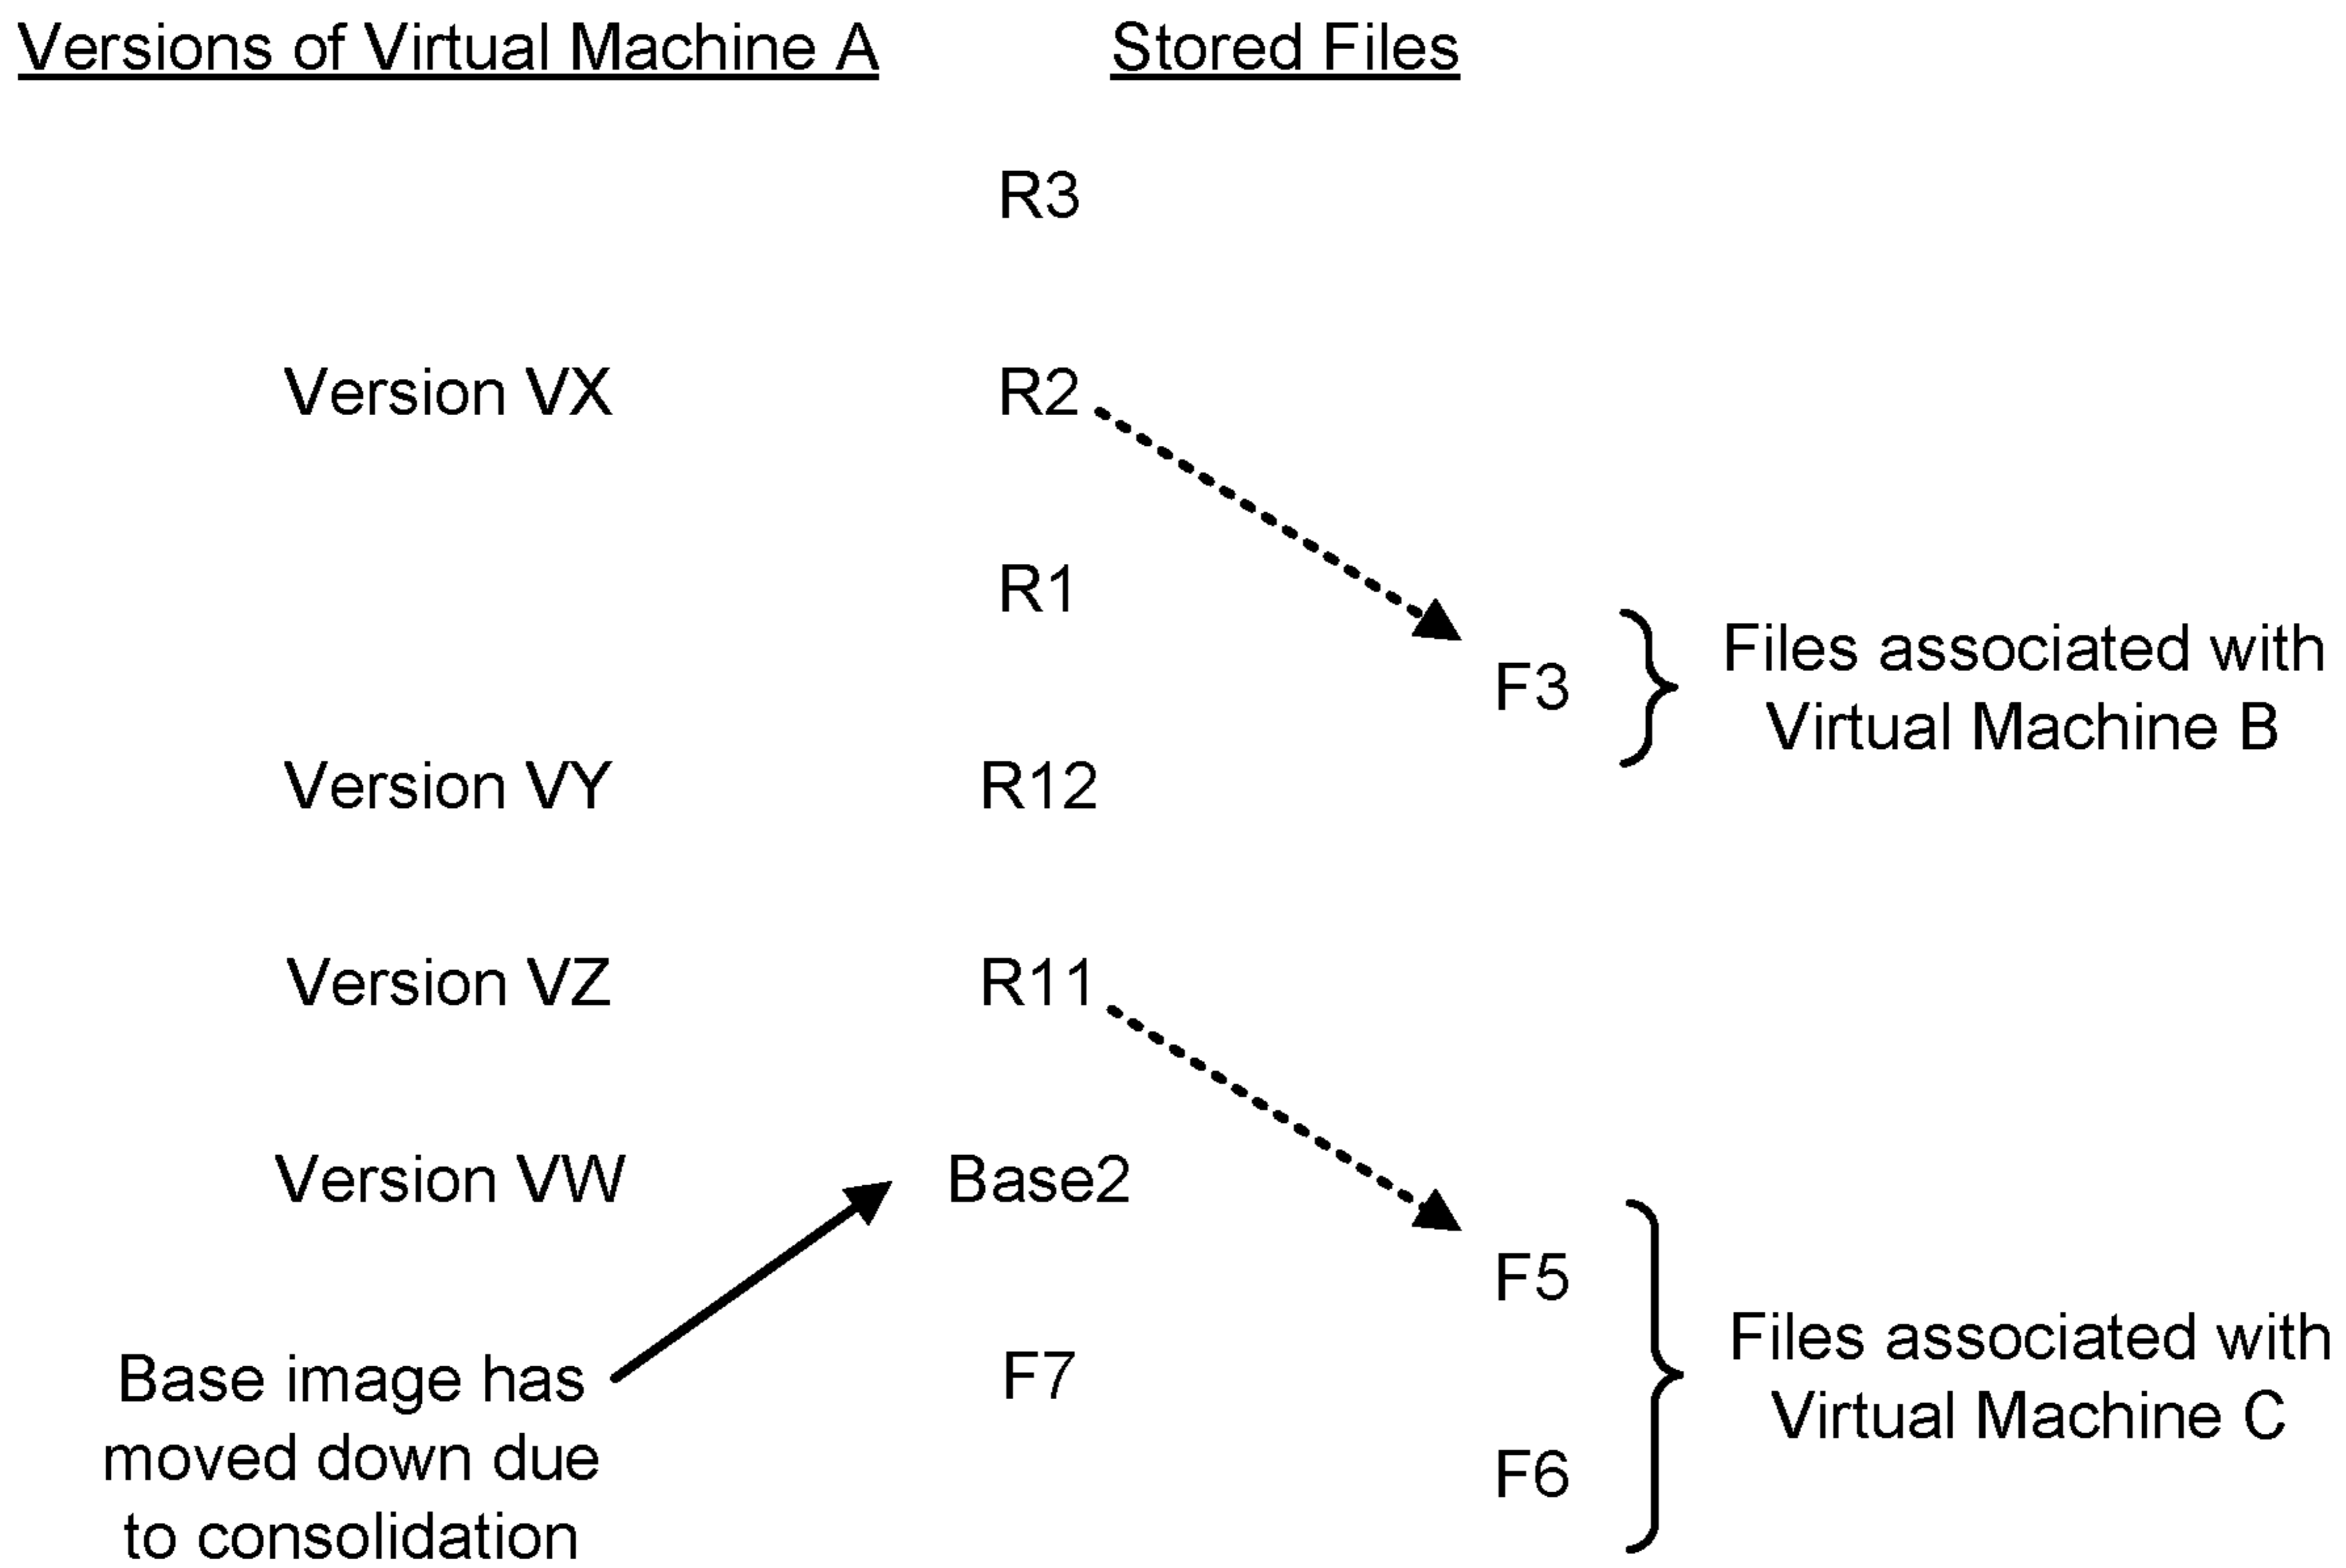 Versions of Virtual Machine A
Stored Files
R3
Version VX
R2
R1
Files associated with
Virtual Machine B
F3
Version VY
R12
Version VZ
R11
Version VW
Base2
F5
Base image has
moved down due
to consolidation
F7
Files associated with
Virtual Machine C
F6